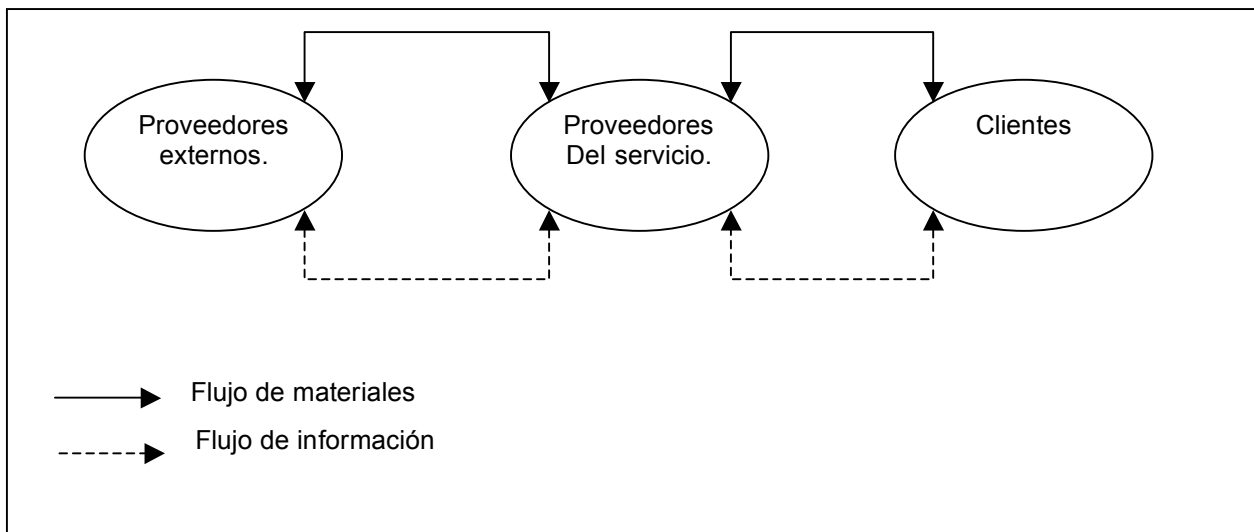 Proveedores
externos.
Proveedores
Del servicio.
Clientes
Flujo de materiales
Flujo de información